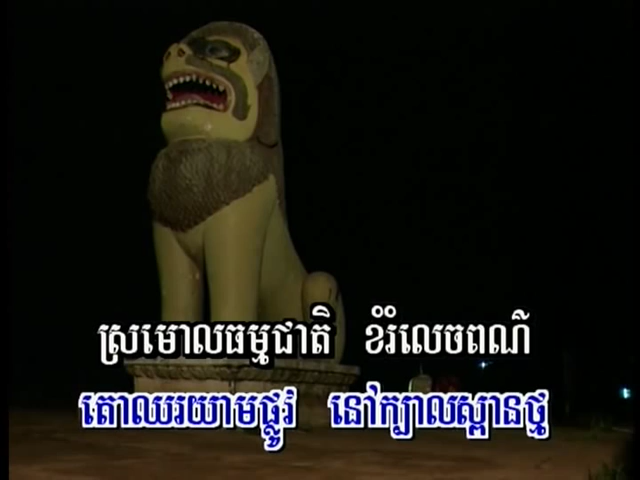 ស្រមោលធម្មជាតិ ខំរំលេចពណ៌
តោឈរយាមផ្លូវ នៅក្បាលស្ពានថ្ម